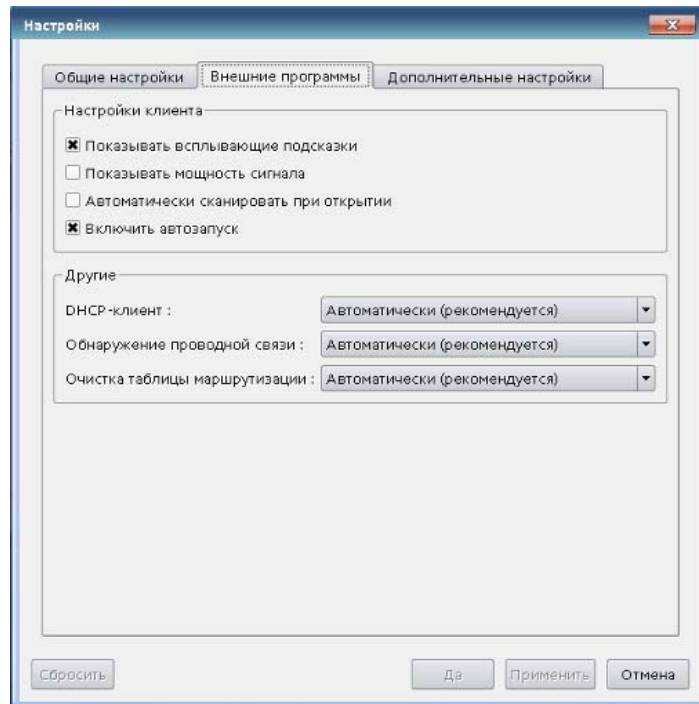 Настройки
Общие настройки Внешние программы Дополнительные настройки
Настройки клиента
Показывать всплывающие подсказки
Показывать мощность сигнала
Автоматически сканировать при открытии
Включить автозапуск
Другие
DHCP-клиент : Автоматически (рекомендуется)
Обнаружение проводной связи : Автоматически (рекомендуется)
Очистка таблицы маршрутизации : Автоматически (рекомендуется)
Сбросить Да Применить Отмена